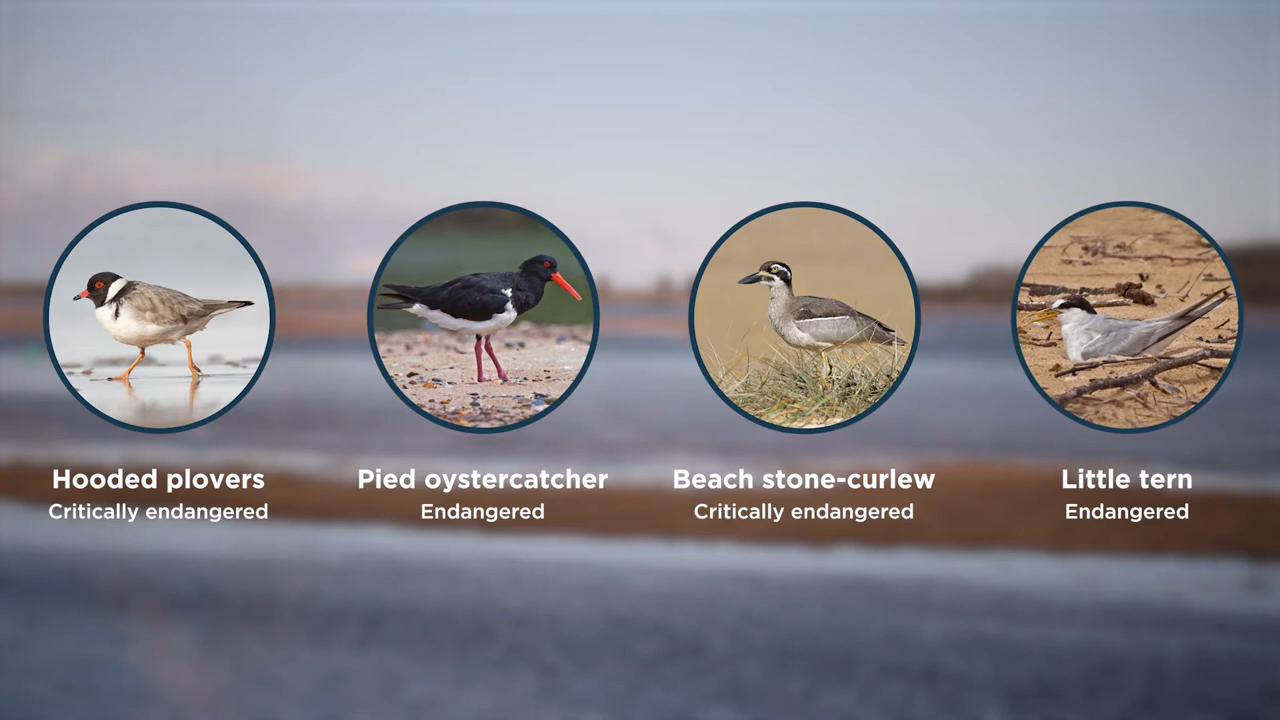 Hooded plovers
Critically endangered
Pied oystercatcher
Endangered
Beach stone-curlew
Critically endangered
Little tern
Endangered